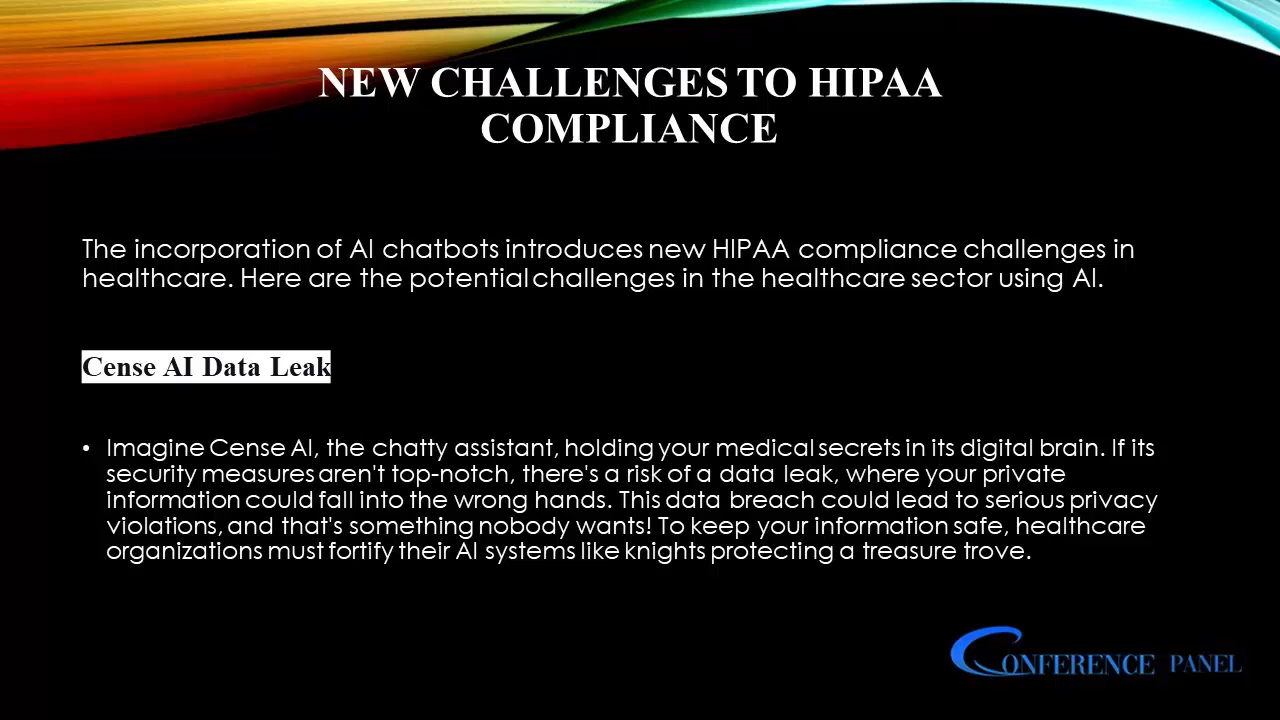 NEW CHALLENGES TO HIPAA
COMPLIANCE
The incorporation of AI chatbots introduces new HIPAA compliance challenges in
healthcare. Here are the potential challenges in the healthcare sector using AI.
Cense AI Data Leak
• Imagine Cense AI, the chatty assistant, holding your medical secrets in its digital brain. If its
security measures aren't top-notch, there's a risk of a data leak, where your private
information could fall into the wrong hands. This data breach could lead to serious privacy
violations, and that's something nobody wants! To keep your information safe, healthcare
organizations must fortify their AI systems like knights protecting a treasure trove.
CONFERENCE PANEL